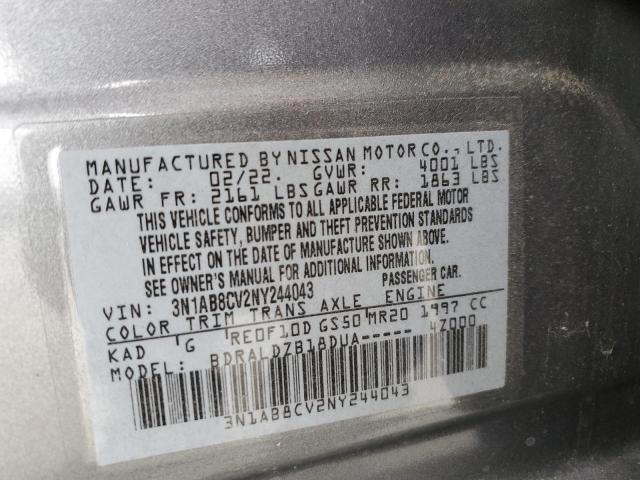 MANUFACTURED BY NISSAN MOTOR CO., LTD.
DATE: 02/22 GVWR: 4001 LBS
GAWR FR: 2161 LBS GAWR RR: 1863 LBS
THIS VEHICLE CONFORMS TO ALL APPLICABLE FEDERAL MOTOR
VEHICLE SAFETY, BUMPER AND THEFT PREVENTION STANDARDS
IN EFFECT ON THE DATE OF MANUFACTURE SHOWN ABOVE.
SEE OWNER'S MANUAL FOR ADDITIONAL INFORMATION.
VIN: 3N1AB8CV2NY244043 PASSENGER CAR.
COLOR TRIM TRANS AXLE ENGINE
KAD G RE0F10D GS50 MR20 1997 CC
MODEL: BDRALDZB18DUA----- 4Z000
3N1AB8CV2NY244043